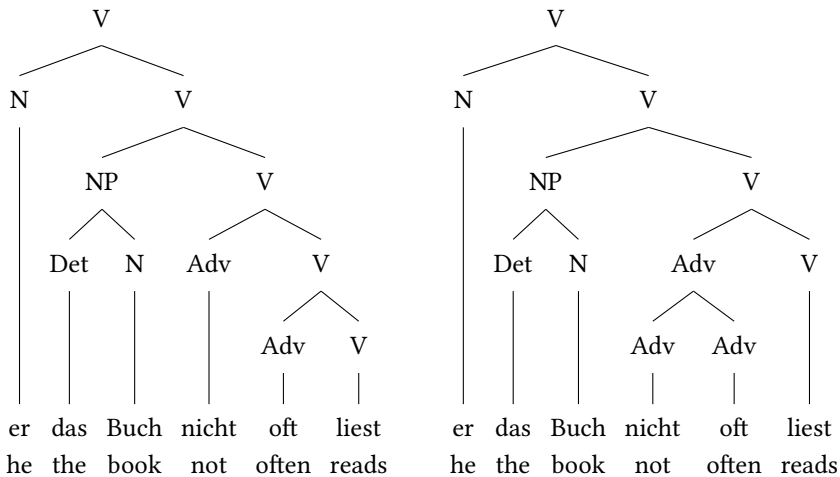 V V
N V N V
NP V NP V
Det N Adv V Det N Adv V
Adv V Adv Adv
er das Buch nicht oft liest er das Buch nicht oft liest
he the book not often reads he the book not often reads